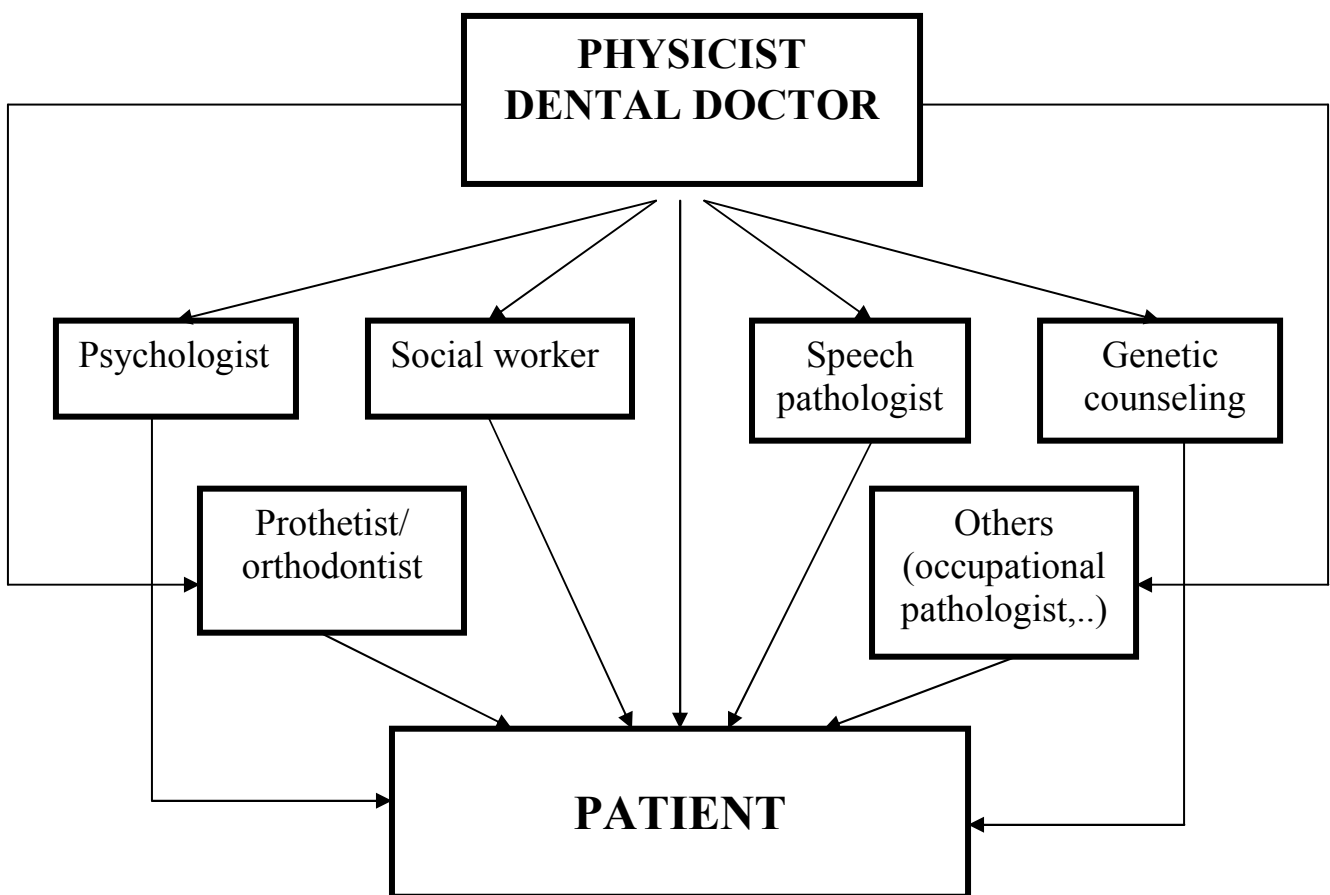 PHYSICIST
DENTAL DOCTOR
Psychologist
Social worker
Speech
pathologist
Genetic
counseling
Prothetist/
orthodontist
Others
(occupational
pathologist,..)
PATIENT